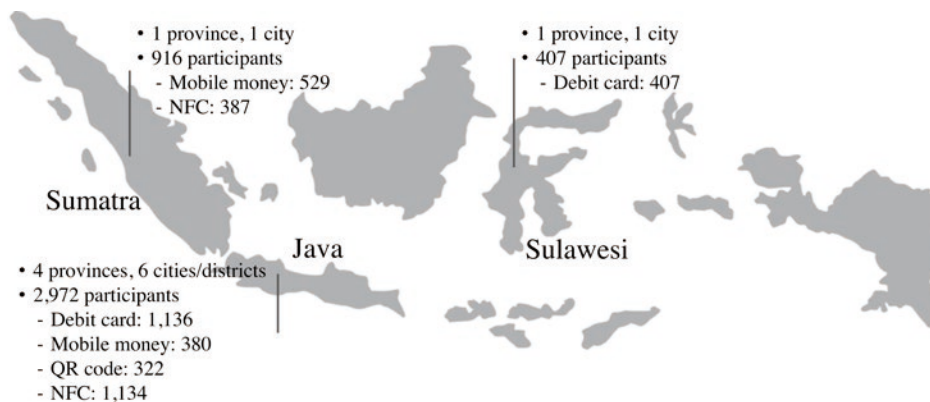 • 1 province, 1 city
• 916 participants
- Mobile money: 529
- NFC: 387
• 1 province, 1 city
• 407 participants
- Debit card: 407
Sumatra
Java
Sulawesi
• 4 provinces, 6 cities/districts
• 2,972 participants
- Debit card: 1,136
- Mobile money: 380
- QR code: 322
- NFC: 1,134